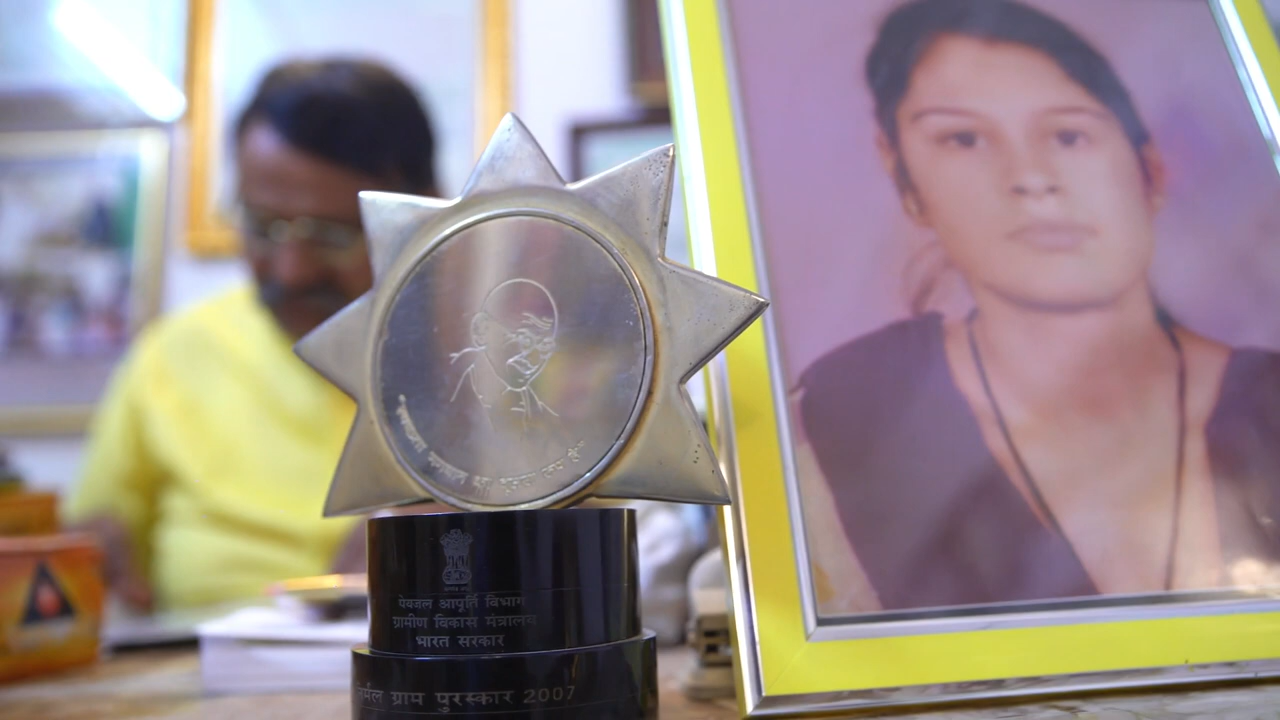 पेयजल आपूर्ति विभाग
ग्रामीण विकास मंत्रालय
भारत सरकार
र्मल ग्राम पुरस्कार 2007